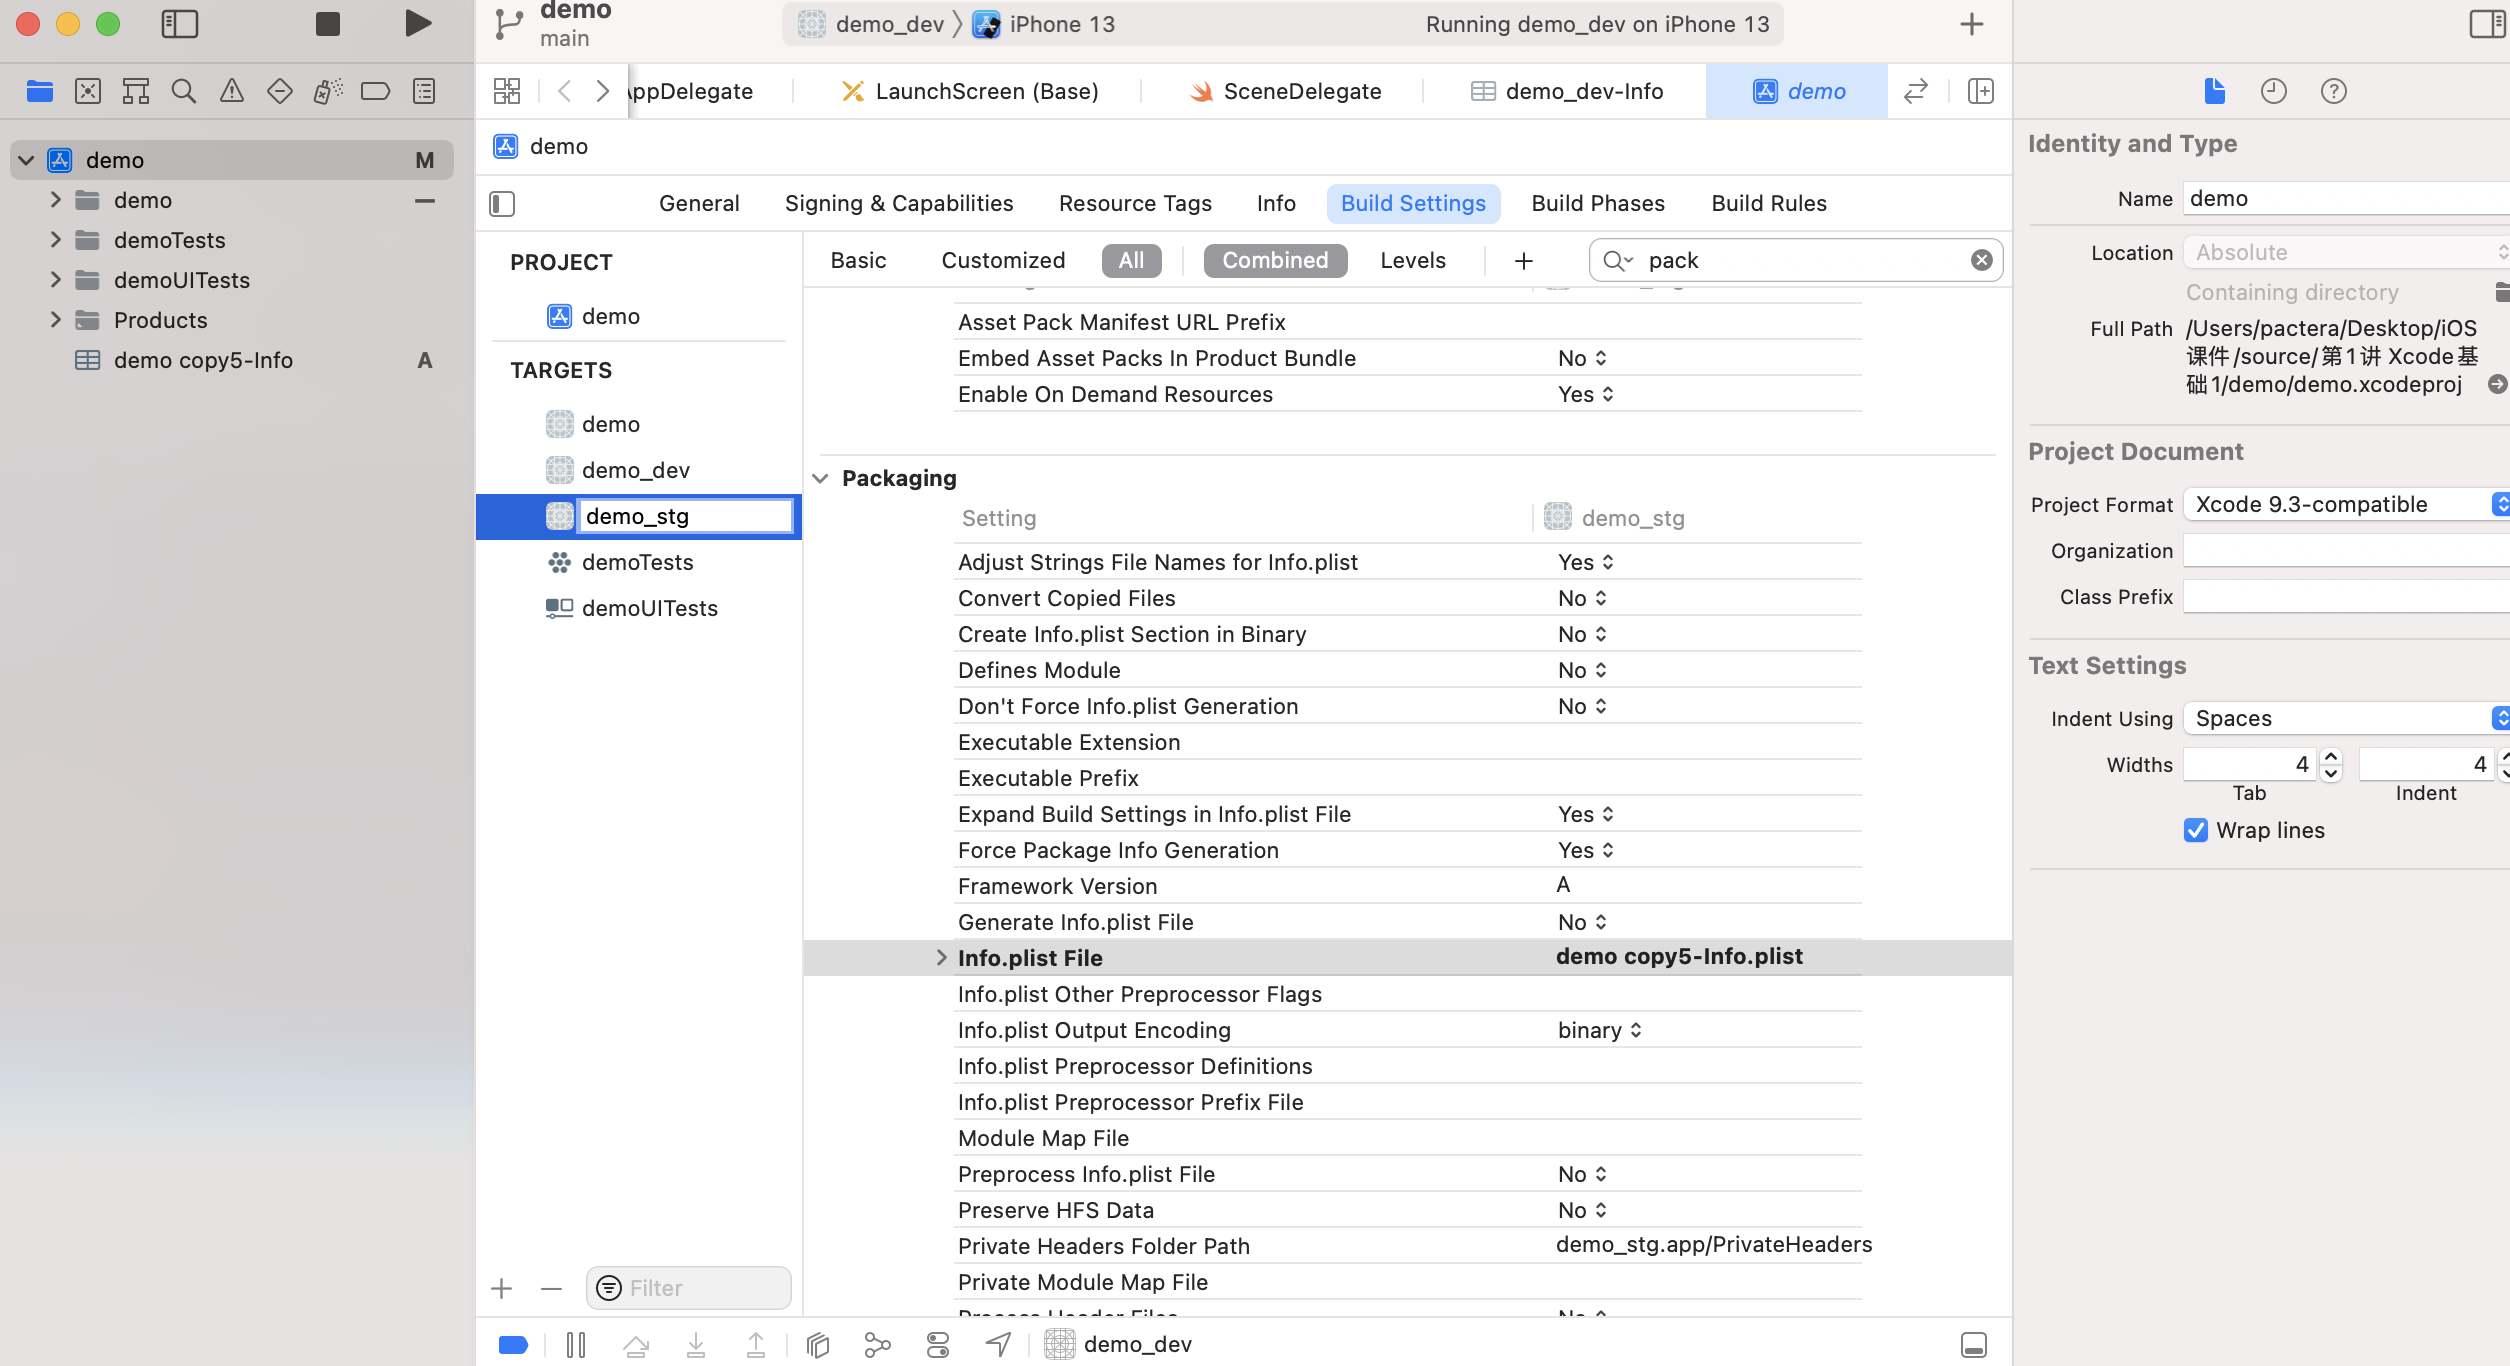 demo
main
demo_dev
iPhone 13
Running demo_dev on iPhone 13
AppDelegate
LaunchScreen (Base)
SceneDelegate
demo_dev-Info
demo
demo
M
demo
demoTests
demoUITests
Products
demo copy5-Info
A
demo
General
Signing & Capabilities
Resource Tags
Info
Build Settings
Build Phases
Build Rules
PROJECT
demo
TARGETS
demo
demo_dev
demo_stg
demoTests
demoUITests
Filter
Basic
Customized
All
Combined
Levels
pack
Asset Pack Manifest URL Prefix
Embed Asset Packs In Product Bundle No
Enable On Demand Resources Yes
Packaging
Setting demo_stg
Adjust Strings File Names for Info.plist Yes
Convert Copied Files No
Create Info.plist Section in Binary No
Defines Module No
Don't Force Info.plist Generation No
Executable Extension
Executable Prefix
Expand Build Settings in Info.plist File Yes
Force Package Info Generation Yes
Framework Version A
Generate Info.plist File No
Info.plist File demo copy5-Info.plist
Info.plist Other Preprocessor Flags
Info.plist Output Encoding binary
Info.plist Preprocessor Definitions
Info.plist Preprocessor Prefix File
Module Map File
Preprocess Info.plist File No
Preserve HFS Data No
Private Headers Folder Path demo_stg.app/PrivateHeaders
Private Module Map File
Process Header Files No
demo_dev
Identity and Type
Name demo
Location Absolute
Containing directory
Full Path /Users/pactera/Desktop/iOS
课件/source/第1讲 Xcode基
础1/demo/demo.xcodeproj
Project Document
Project Format Xcode 9.3-compatible
Organization
Class Prefix
Text Settings
Indent Using Spaces
Widths 4 4
Tab Indent
Wrap lines